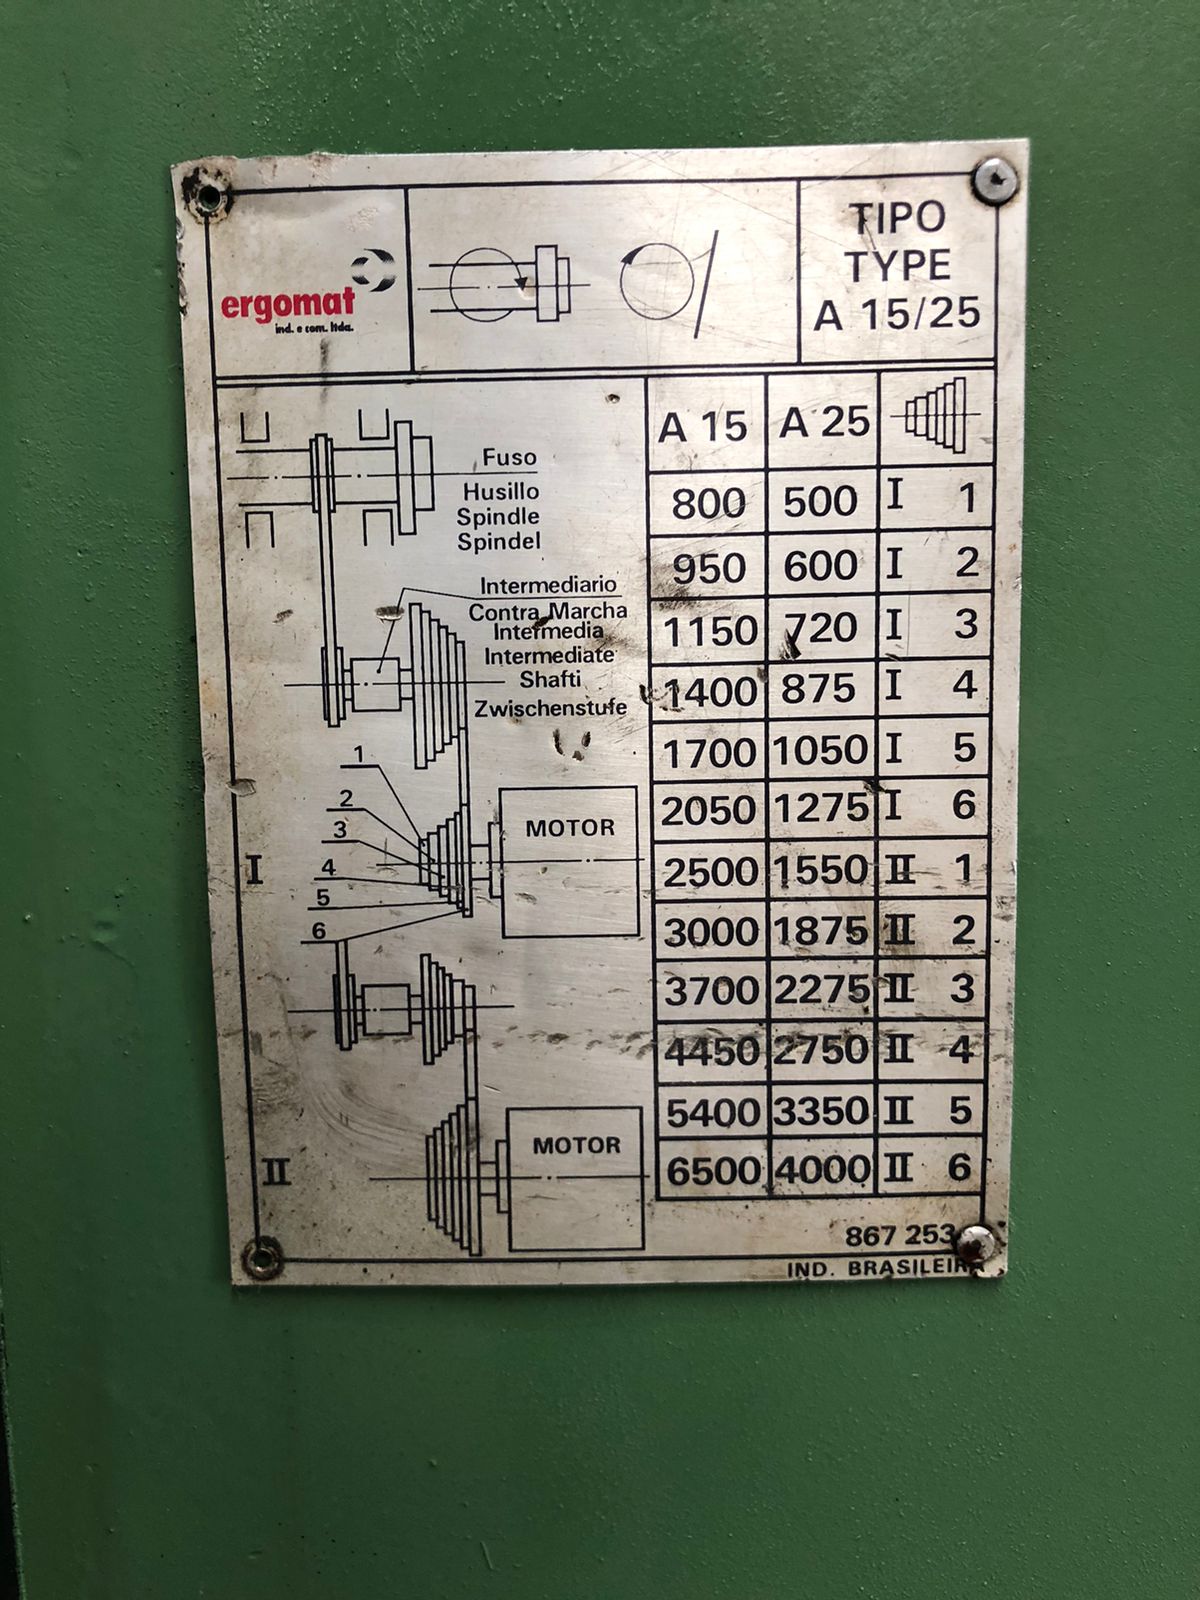 ergomat
ind. e com. ltda.
TIPO
TYPE
A 15/25
Fuso
Husillo
Spindle
Spindel
Intermediario
Contra Marcha
Intermedia
Intermediate
Shafti
Zwischenstufe
1
2
3
4
5
6
I
MOTOR
II
MOTOR
A 15 A 25
800 500 I 1
950 600 I 2
1150 720 I 3
1400 875 I 4
1700 1050 I 5
2050 1275 I 6
2500 1550 II 1
3000 1875 II 2
3700 2275 II 3
4450 2750 II 4
5400 3350 II 5
6500 4000 II 6
867 253
IND. BRASILEIRA